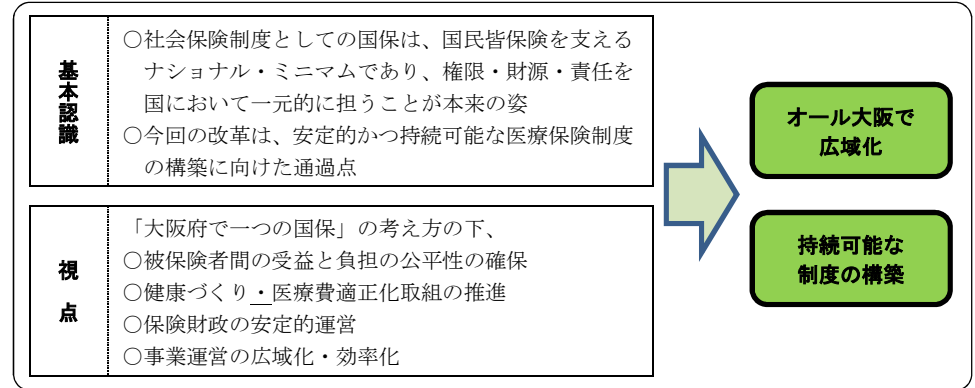 基本認識
○社会保険制度としての国保は、国民皆保険を支える
ナショナル・ミニマムであり、権限・財源・責任を
国において一元的に担うことが本来の姿
○今回の改革は、安定的かつ持続可能な医療保険制度
の構築に向けた通過点
視点
「大阪府で一つの国保」の考え方の下、
○被保険者間の受益と負担の公平性の確保
○健康づくり・医療費適正化取組の推進
○保険財政の安定的運営
○事業運営の広域化・効率化
オール大阪で
広域化
持続可能な
制度の構築